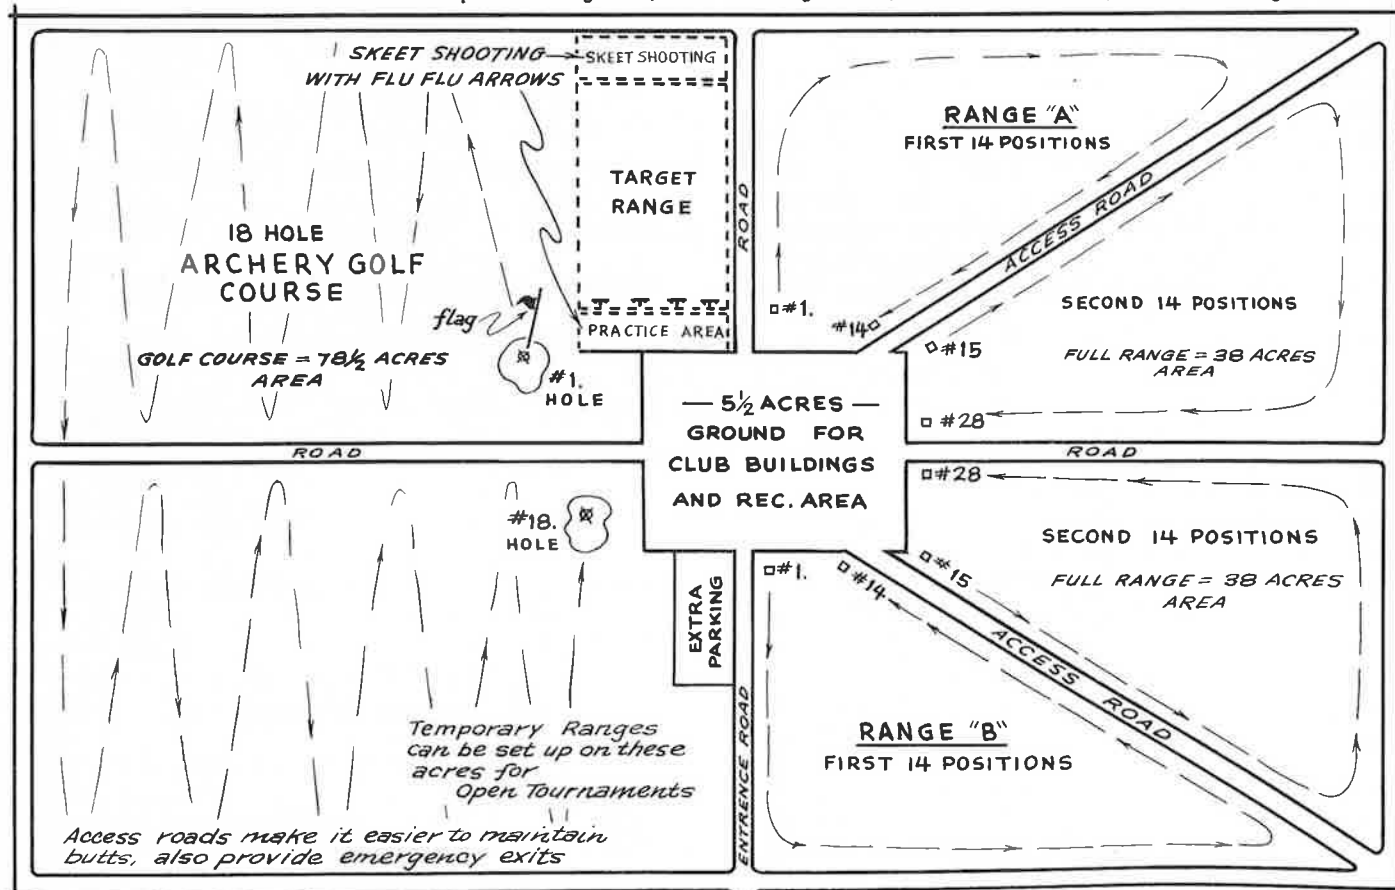 SKEET SHOOTING
WITH FLU FLU ARROWS
SKEET SHOOTING
TARGET
RANGE
18 HOLE
ARCHERY GOLF
COURSE
flag
GOLF COURSE = 78½ ACRES
AREA
#1.
HOLE
PRACTICE AREA
ROAD
RANGE "A"
FIRST 14 POSITIONS
ACCESS ROAD
#1.
#14
#15
SECOND 14 POSITIONS
FULL RANGE = 38 ACRES
AREA
#28
— 5½ ACRES —
GROUND FOR
CLUB BUILDINGS
AND REC. AREA
ROAD
ROAD
#18.
HOLE
EXTRA
PARKING
Temporary Ranges
can be set up on these
acres for
Open Tournaments
Access roads make it easier to maintain
butts, also provide emergency exits
ENTRENCE ROAD
#28
SECOND 14 POSITIONS
#15
FULL RANGE = 38 ACRES
AREA
#1.
#14
ACCESS ROAD
RANGE "B"
FIRST 14 POSITIONS